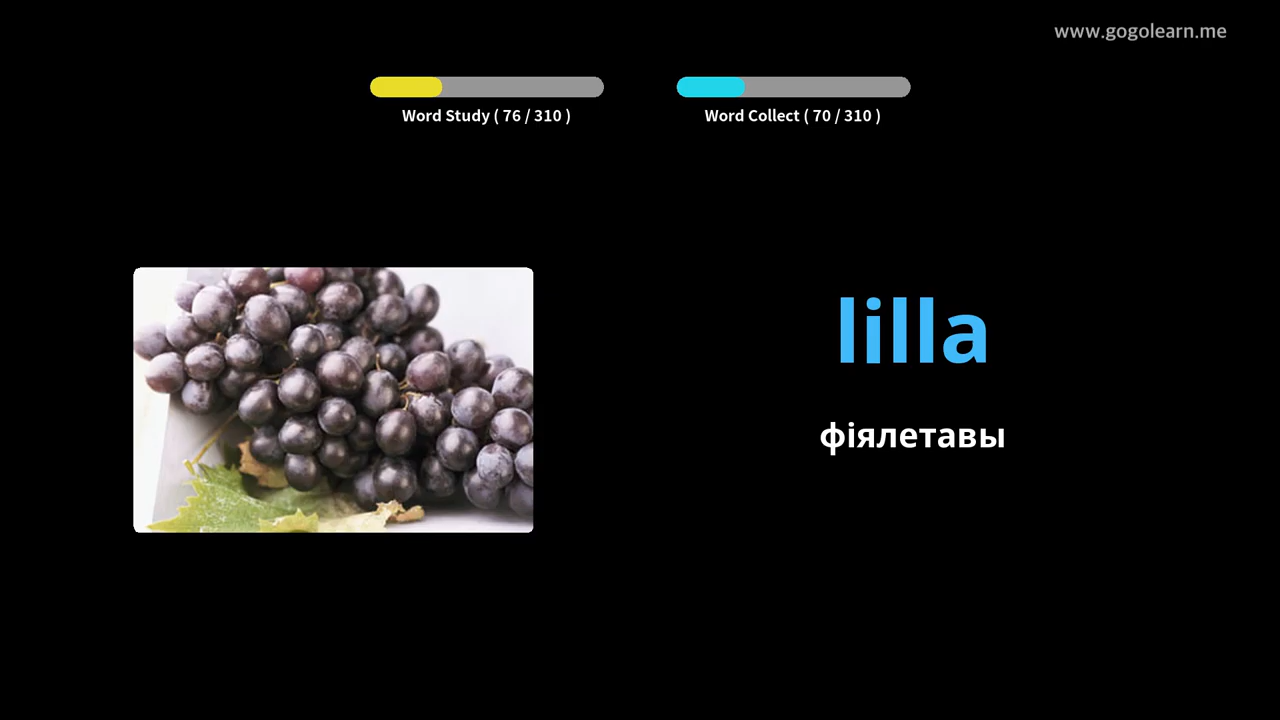 www.gogolearn.me
Word Study ( 76 / 310 )
Word Collect ( 70 / 310 )
lilla
фіялетавы